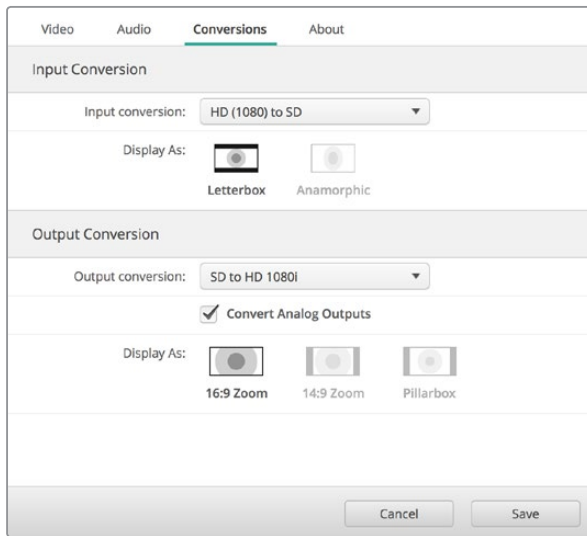 Video Audio Conversions About
Input Conversion
Input conversion: HD (1080) to SD
Display As:
Letterbox Anamorphic
Output Conversion
Output conversion: SD to HD 1080i
Convert Analog Outputs
Display As:
16:9 Zoom 14:9 Zoom Pillarbox
Cancel Save